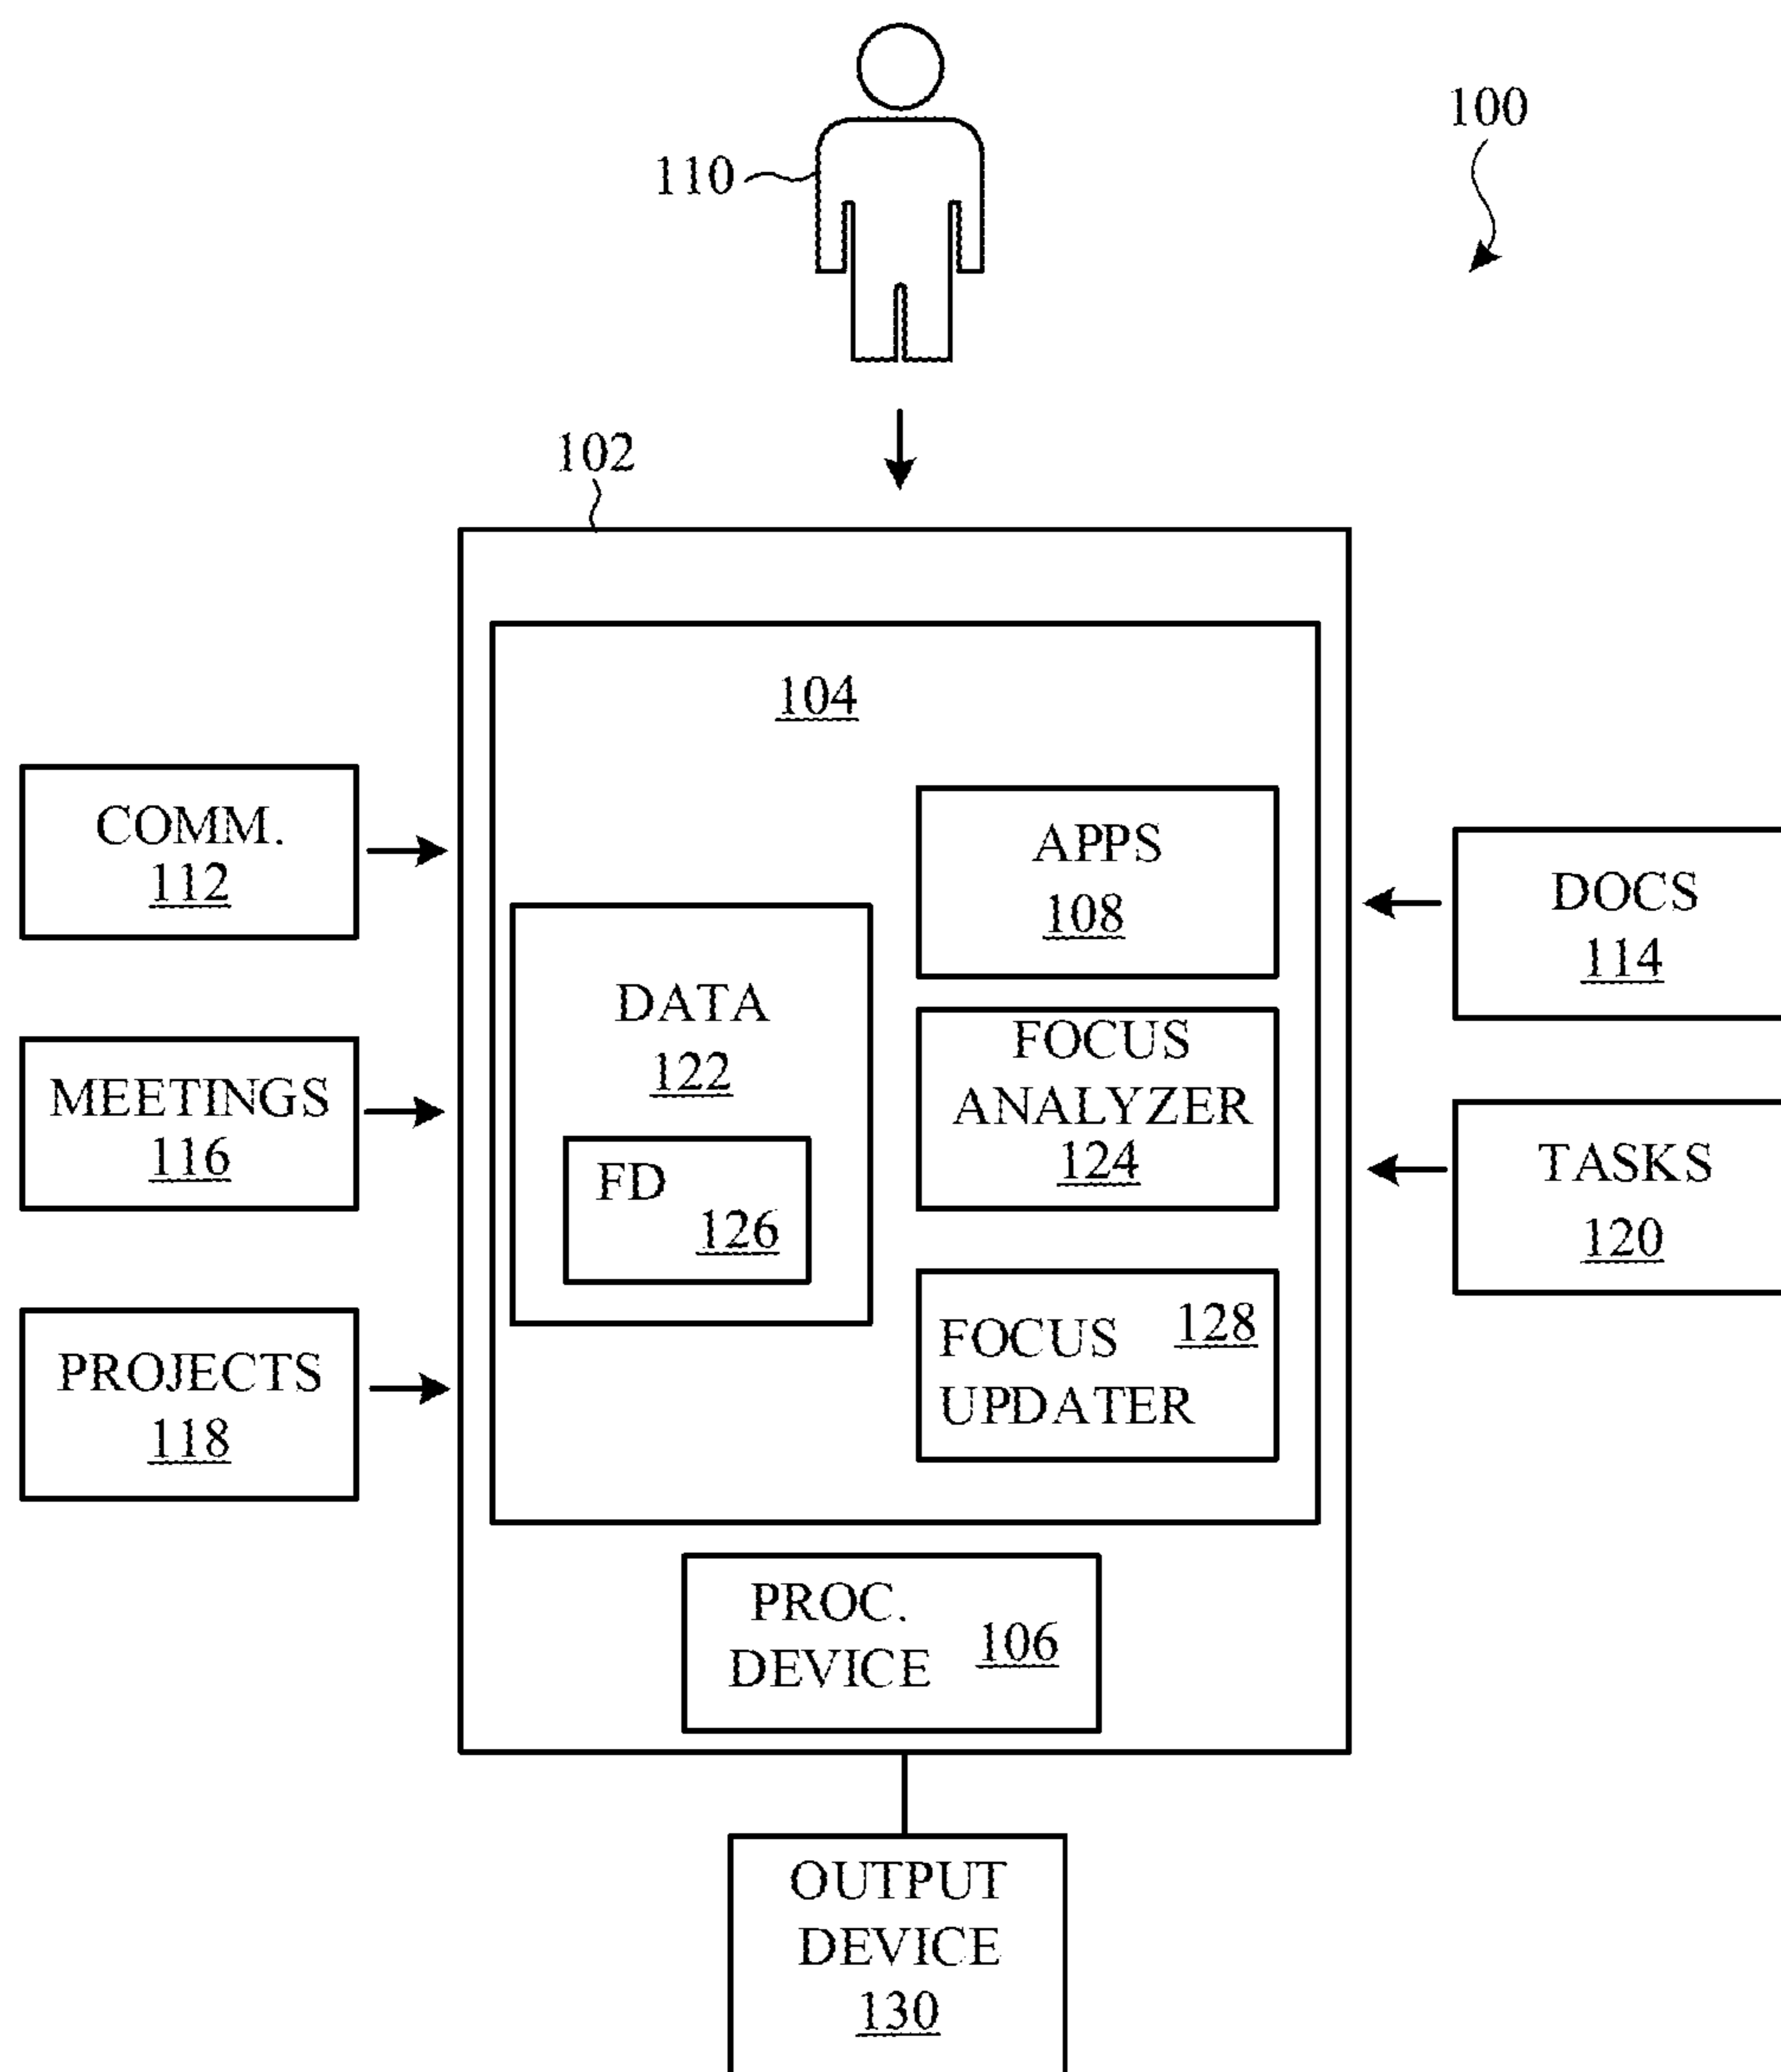 100
110
102
104
COMM.
112
APPS
108
DOCS
114
DATA
122
FOCUS
ANALYZER
124
MEETINGS
116
FD
126
TASKS
120
FOCUS
128
UPDATER
PROJECTS
118
PROC.
DEVICE
106
OUTPUT
DEVICE
130